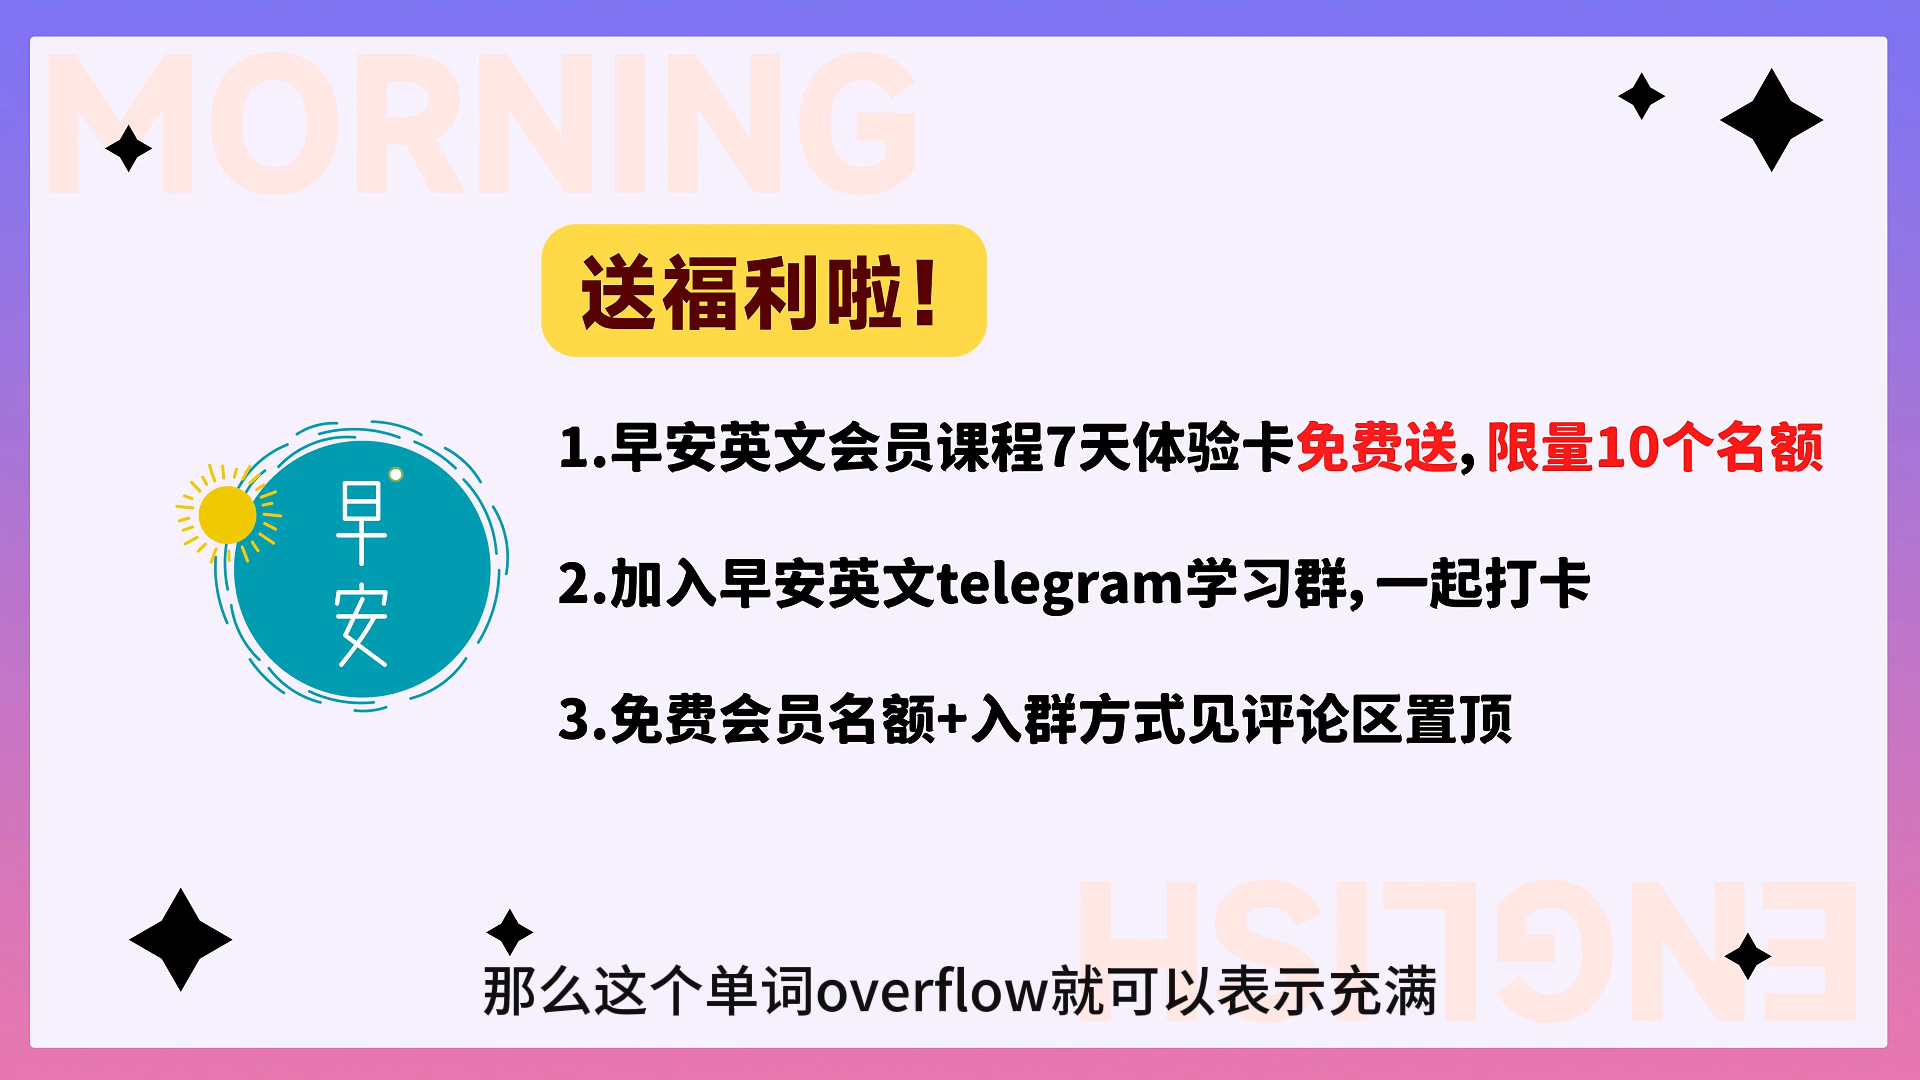 MORNING
送福利啦!
1.早安英文会员课程7天体验卡免费送,限量10个名额
早安
2.加入早安英文telegram学习群,一起打卡
3.免费会员名额+入群方式见评论区置顶
ENGLISH
那么这个单词overflow就可以表示充满